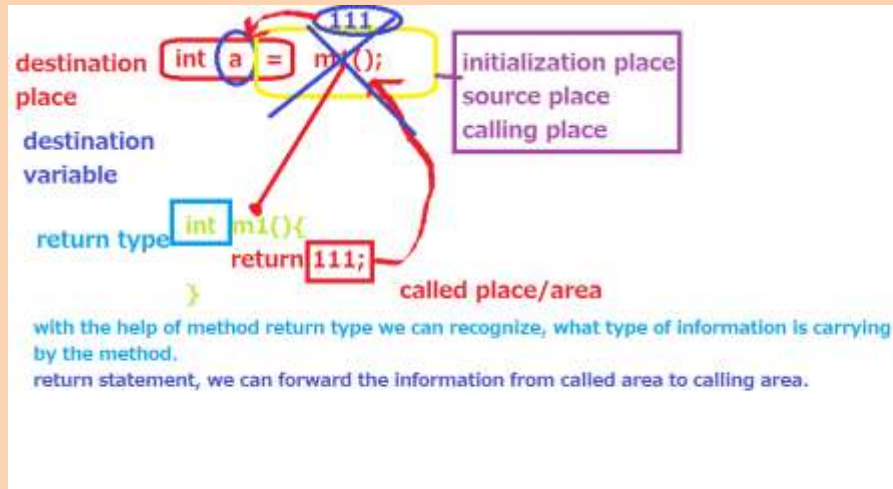 111
destination int a = m1();
place
initialization place
source place
calling place
destination
variable
return type int m1(){
return 111;
}
called place/area
with the help of method return type we can recognize, what type of information is carrying
by the method.
return statement, we can forward the information from called area to calling area.